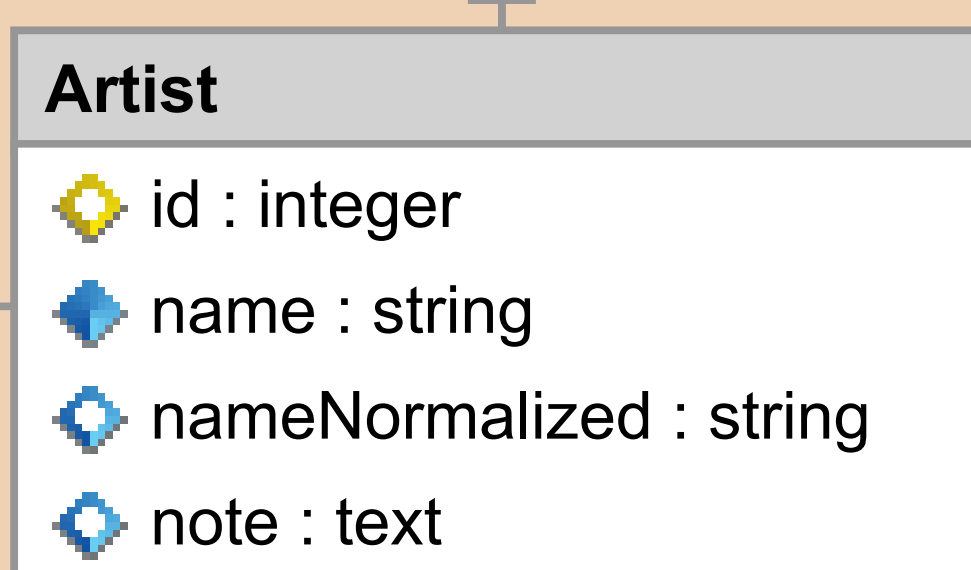 Artist
id : integer
name : string
nameNormalized : string
note : text